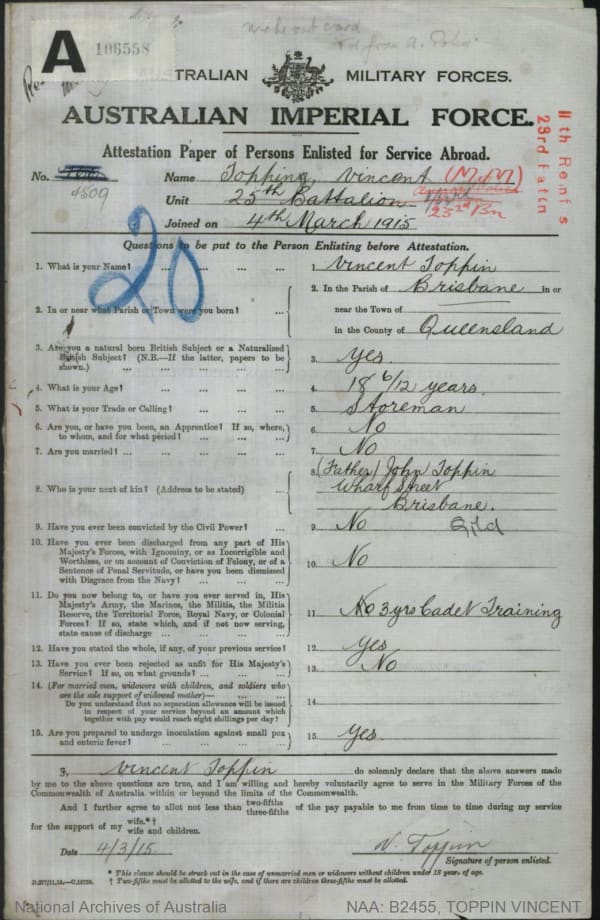 A
106558
make out card
AUSTRALIAN MILITARY FORCES.
AUSTRALIAN IMPERIAL FORCE.
11th Reinf s
23rd Battn
Attestation Paper of Persons Enlisted for Service Abroad.
No. 4509
Name Topping, Vincent (M.M)
Unit 25th Battalion
23rd Bn
Joined on 4th March 1915
20
Questions to be put to the Person Enlisting before Attestation.
1. What is your Name? ... ... ... 1. Vincent Toppin
2. In or near what Parish or Town were you born? ... 2. In the Parish of Brisbane in or
near the Town of
in the County of Queensland
3. Are you a natural born British Subject or a Naturalized
British Subject? (N.B.—If the latter, papers to be
shown.) ... ... ... ... ... 3. Yes.
4. What is your Age? ... ... ... 4. 18 6/12 years.
5. What is your Trade or Calling? ... ... ... 5. Storeman
6. Are you, or have you been, an Apprentice? If so, where,
to whom, and for what period? ... ... ... 6. No
7. Are you married? ... ... ... ... 7. No
8. Who is your next of kin? (Address to be stated) ... 8. (Father) John Toppin
Wharf Street
Brisbane.
Qld
9. Have you ever been convicted by the Civil Power? ... 9. No
10. Have you ever been discharged from any part of His
Majesty's Forces, with Ignominy, or as Incorrigible and
Worthless, or on account of Conviction of Felony, or of a
Sentence of Penal Servitude, or have you been dismissed
with Disgrace from the Navy? ... ... ... 10. No
11. Do you now belong to, or have you ever served in, His
Majesty's Army, the Marines, the Militia, the Militia
Reserve, the Territorial Force, Royal Navy, or Colonial
Forces? If so, state which, and if not now serving,
state cause of discharge ... ... ... ... 11. No 3 yrs Cadet Training
12. Have you stated the whole, if any, of your previous service? 12. Yes
13. Have you ever been rejected as unfit for His Majesty's
Service? If so, on what grounds? ... ... 13. No
14. (For married men, widowers with children, and soldiers who
are the sole support of widowed mother)—
Do you understand that no separation allowance will be issued
in respect of your service beyond an amount which
together with pay would reach eight shillings per day? 14.
15. Are you prepared to undergo inoculation against small pox
and enteric fever? ... ... ... ... 15. Yes.
I, Vincent Toppin do solemnly declare that the above answers made
by me to the above questions are true, and I am willing and hereby voluntarily agree to serve in the Military Forces of the
Commonwealth of Australia within or beyond the limits of the Commonwealth.
And I further agree to allot not less than two-fifths three-fifths of the pay payable to me from time to time during my service
for the support of my wife.*† wife and children.
Date 4/3/15.
V. Toppin
Signature of person enlisted.
* This clause should be struck out in the case of unmarried men or widowers without children under 18 years of age.
† Two-fifths must be allotted to the wife, and if there are children three-fifths must be allotted.
National Archives of Australia
NAA: B2455, TOPPIN VINCENT